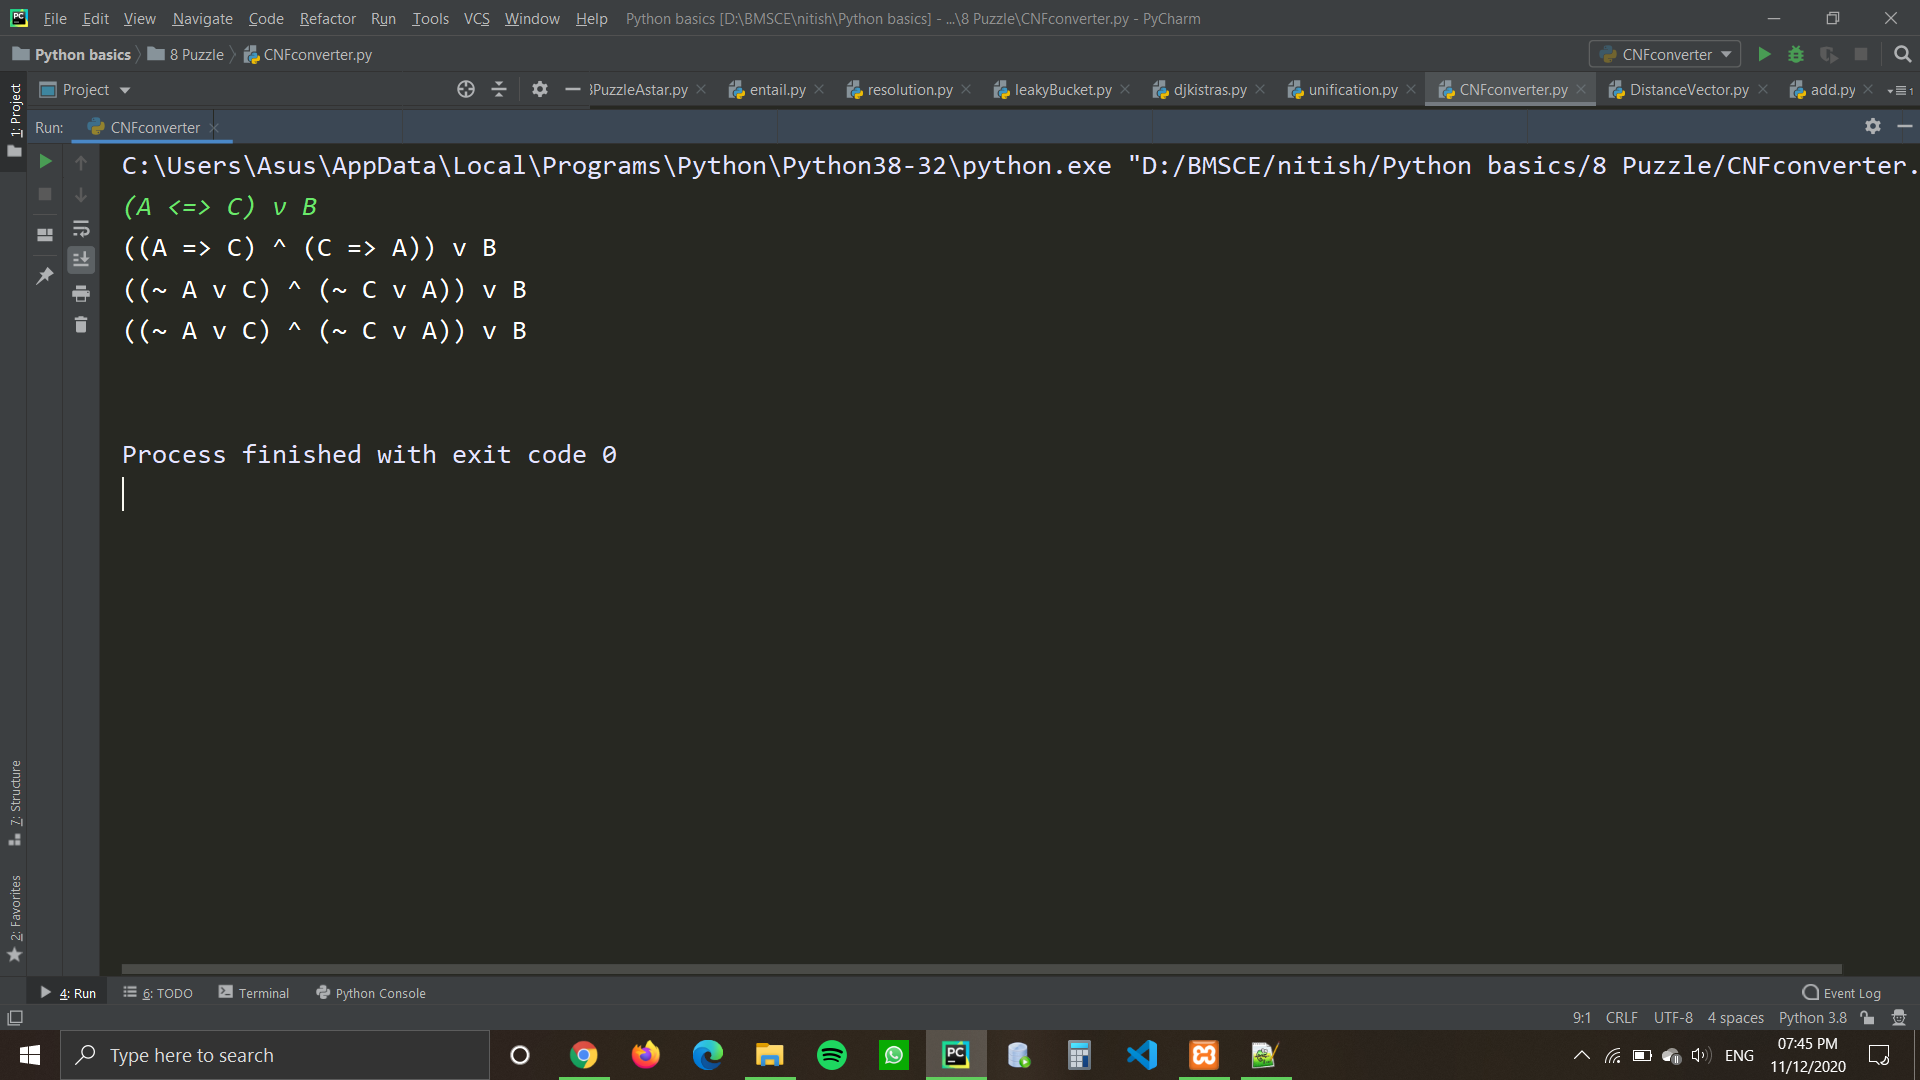 File Edit View Navigate Code Refactor Run Tools VCS Window Help Python basics [D:\BMSCE\nitish\Python basics] - ...\8 Puzzle\CNFconverter.py - PyCharm
Python basics 8 Puzzle CNFconverter.py CNFconverter
1: Project
Project 8PuzzleAstar.py entail.py resolution.py leakyBucket.py djkistras.py unification.py CNFconverter.py DistanceVector.py add.py 1
Run: CNFconverter
C:\Users\Asus\AppData\Local\Programs\Python\Python38-32\python.exe "D:/BMSCE/nitish/Python basics/8 Puzzle/CNFconverter.
(A <=> C) v B
((A => C) ^ (C => A)) v B
((~ A v C) ^ (~ C v A)) v B
((~ A v C) ^ (~ C v A)) v B
Process finished with exit code 0
7: Structure
2: Favorites
4: Run 6: TODO Terminal Python Console Event Log
9:1 CRLF UTF-8 4 spaces Python 3.8
Type here to search ENG 07:45 PM
11/12/2020